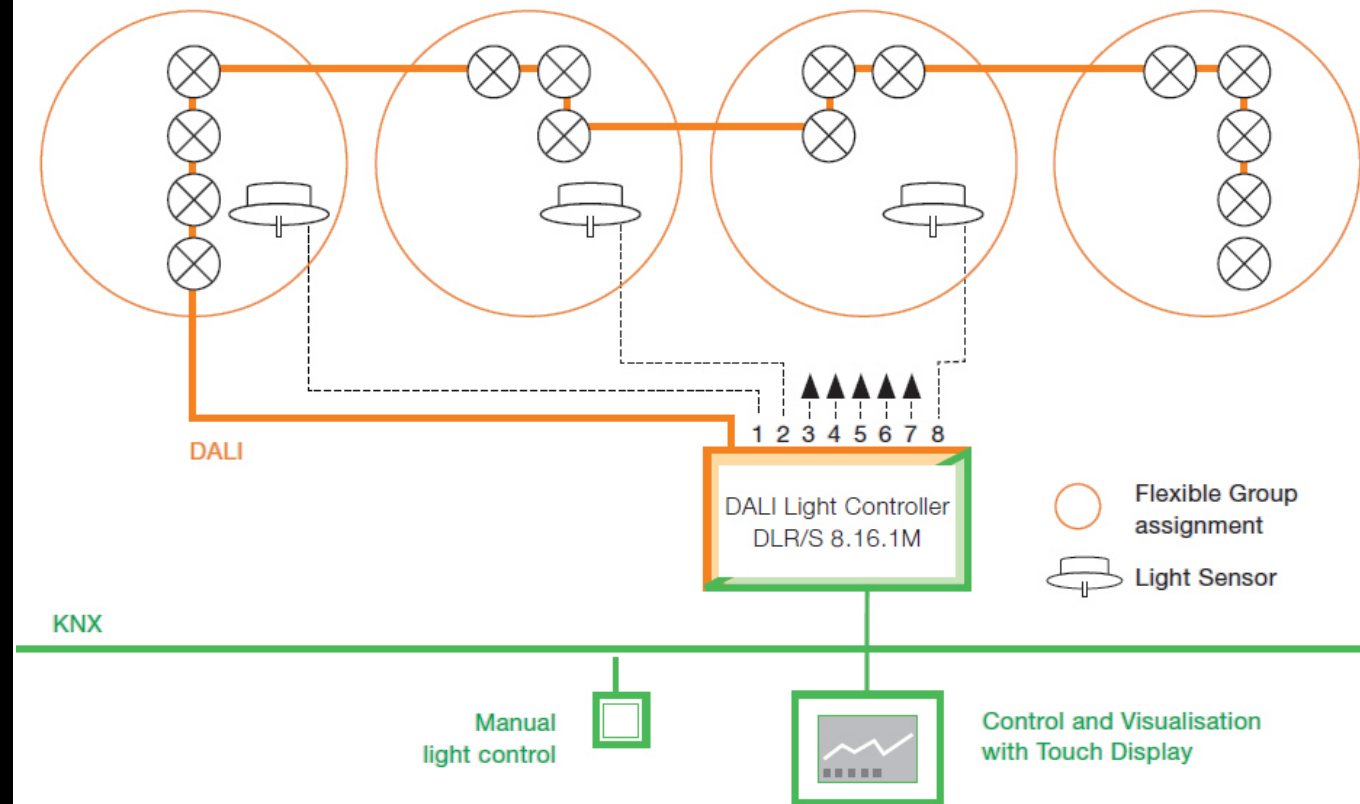 1 2 3 4 5 6 7 8
DALI
DALI Light Controller
DLR/S 8.16.1M
Flexible Group
assignment
Light Sensor
KNX
Manual
light control
Control and Visualisation
with Touch Display